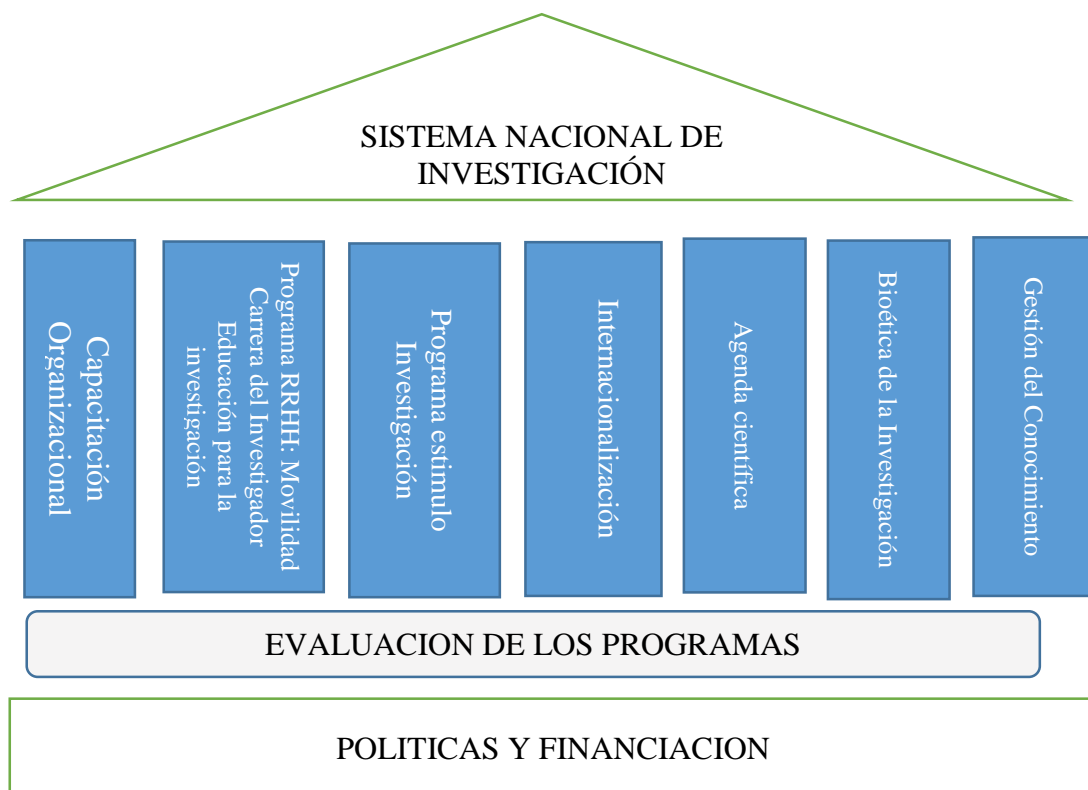 SISTEMA NACIONAL DE
INVESTIGACIÓN
Capacitación
Organizacional
Programa RRHH: Movilidad
Carrera del Investigador
Educación para la
investigación
Programa estimulo
Investigación
Internacionalización
Agenda científica
Bioética de la Investigación
Gestión del Conocimiento
EVALUACION DE LOS PROGRAMAS
POLITICAS Y FINANCIACION